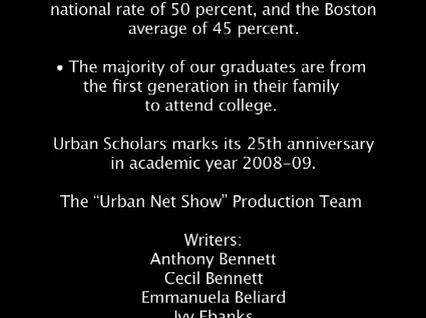 national rate of 50 percent, and the Boston
average of 45 percent.
• The majority of our graduates are from
the first generation in their family
to attend college.
Urban Scholars marks its 25th anniversary
in academic year 2008-09.
The “Urban Net Show” Production Team
Writers:
Anthony Bennett
Cecil Bennett
Emmanuela Beliard
Ivy Ebanks